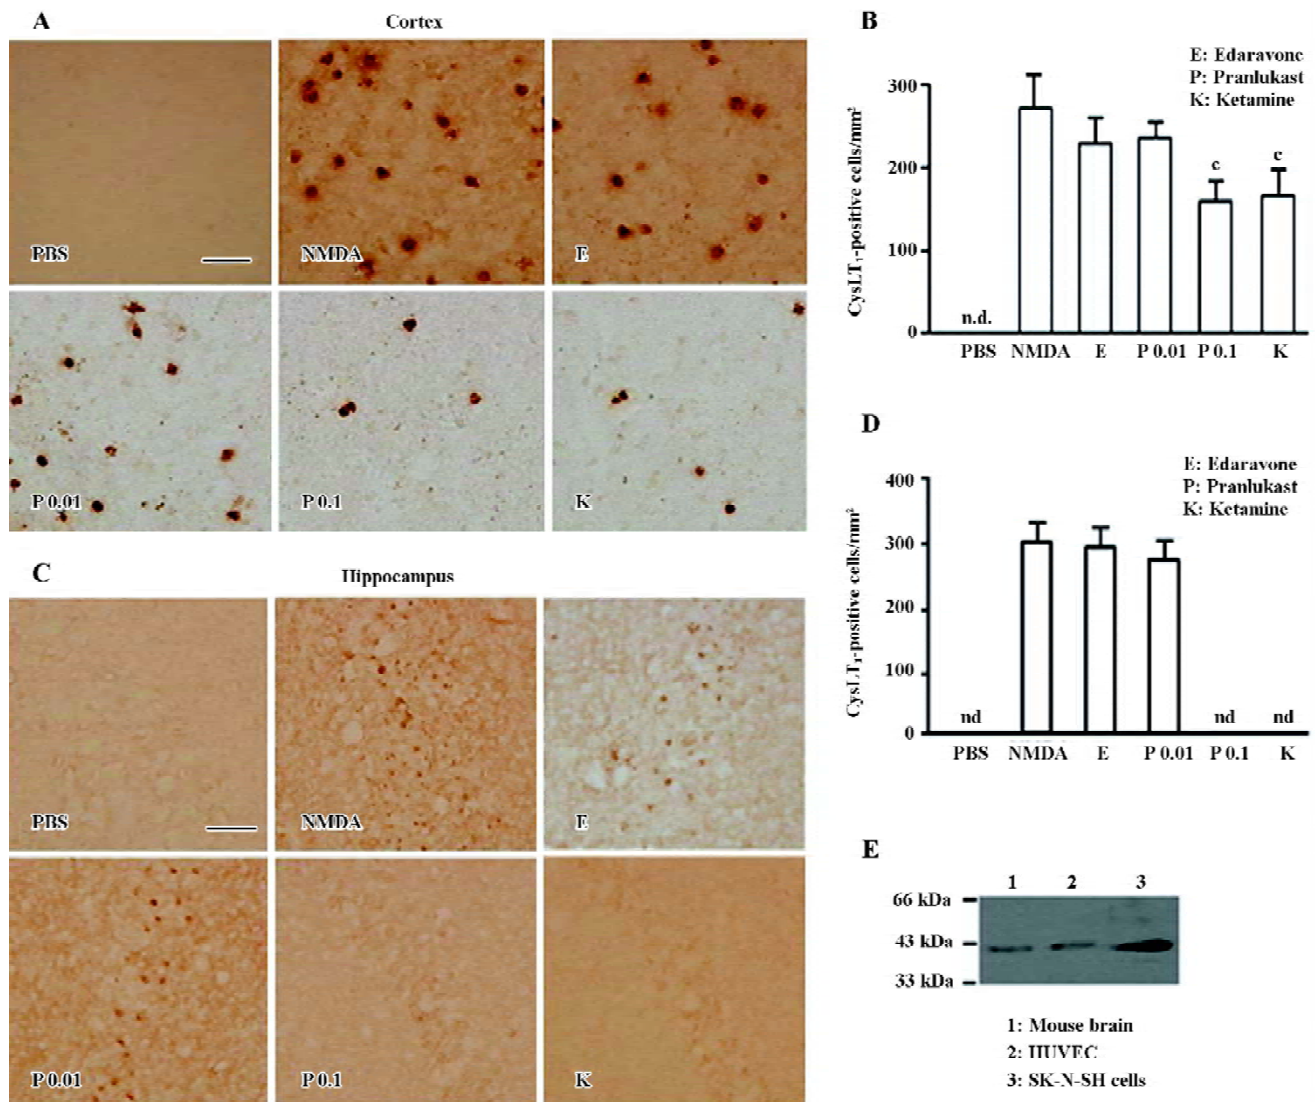 A
Cortex
PBS
NMDA
E
P 0.01
P 0.1
K
B
E: Edaravone
P: Pranlukast
K: Ketamine
CysLT₁-positive cells/mm²
300
200
100
0
n.d.
c
c
PBS NMDA E P 0.01 P 0.1 K
C
Hippocampus
PBS
NMDA
E
P 0.01
P 0.1
K
D
E: Edaravone
P: Pranlukast
K: Ketamine
CysLT₁-positive cells/mm²
400
300
200
100
0
nd
nd
nd
PBS NMDA E P 0.01 P 0.1 K
E
1 2 3
66 kDa
43 kDa
33 kDa
1: Mouse brain
2: HUVEC
3: SK-N-SH cells